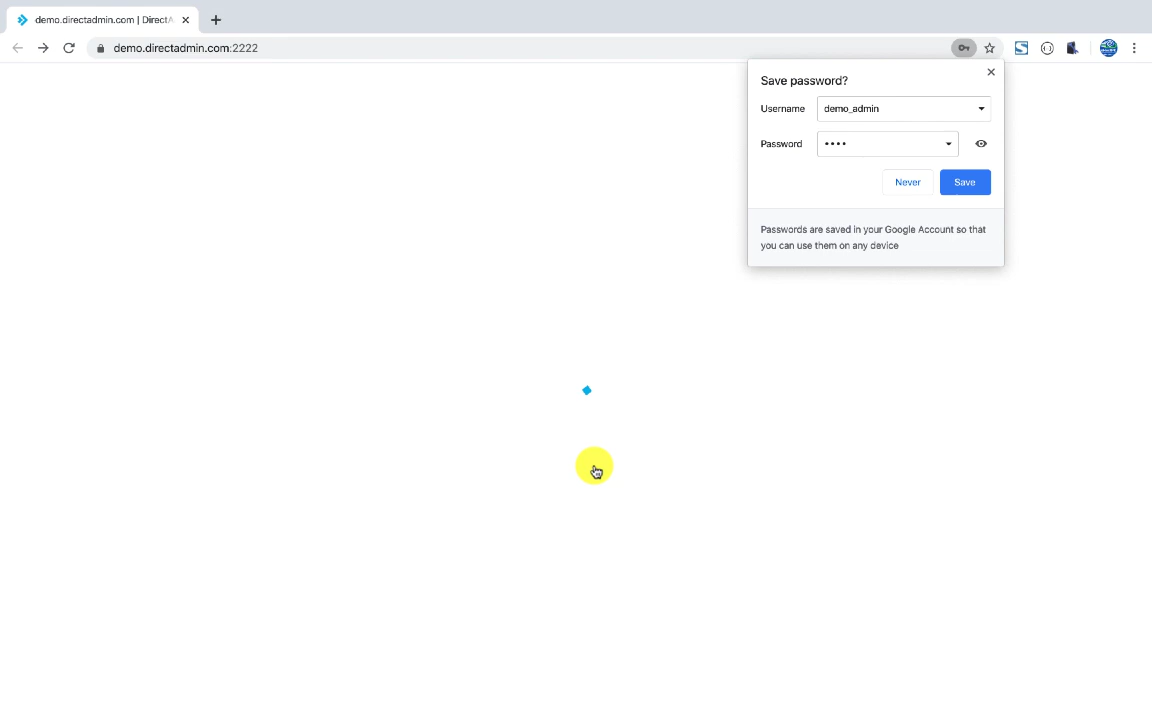 demo.directadmin.com | DirectA
demo.directadmin.com:2222
Save password?
Username demo_admin
Password ••••
Never Save
Passwords are saved in your Google Account so that
you can use them on any device